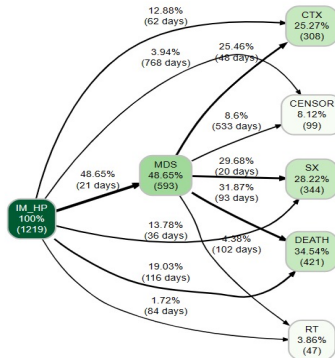 12.88%
(62 days)
CTX
25.27%
(308)
3.94%
(768 days)
25.46%
(48 days)
CENSOR
8.12%
(99)
8.6%
(533 days)
48.65%
(21 days)
MDS
48.65%
(593)
29.68%
(20 days)
SX
28.22%
(344)
31.87%
(93 days)
IM_HP
100%
(1219)
13.78%
(36 days)
4.38%
(102 days)
DEATH
34.54%
(421)
19.03%
(116 days)
1.72%
(84 days)
RT
3.86%
(47)